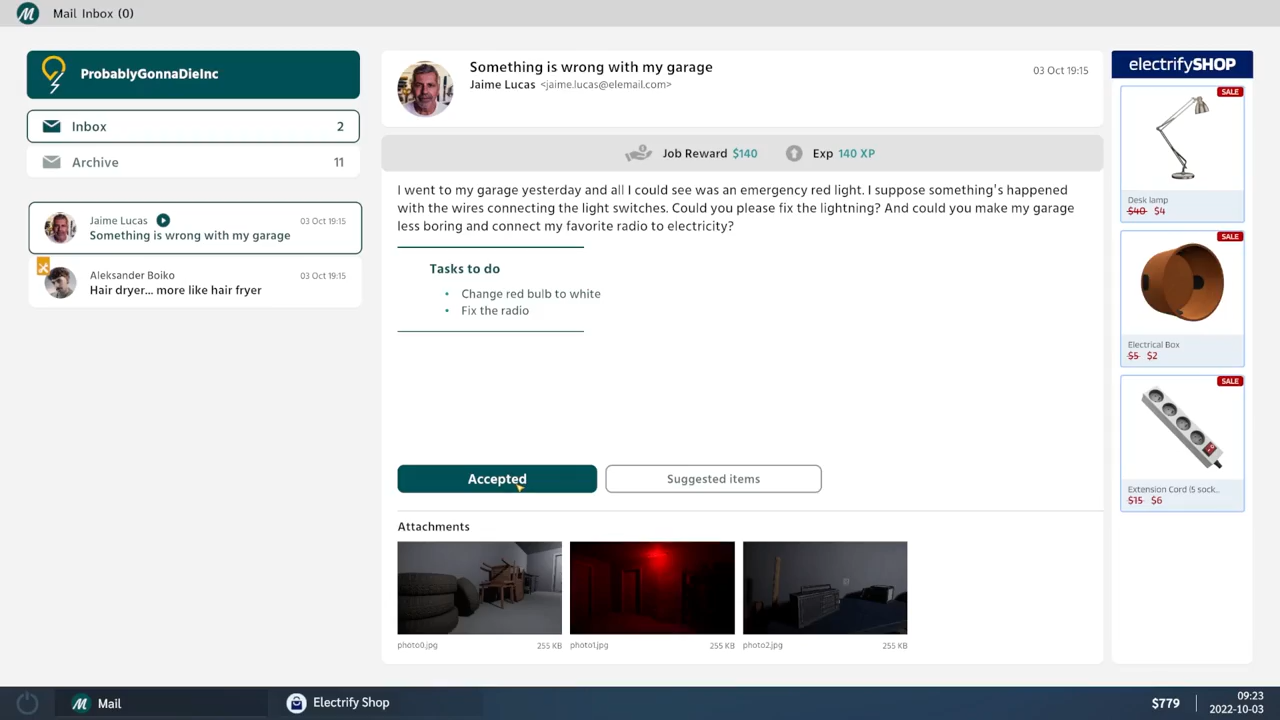 Mail Inbox (0)
ProbablyGonnaDieInc
Inbox 2
Archive 11
Jaime Lucas 03 Oct 19:15
Something is wrong with my garage
Aleksander Boiko 03 Oct 19:15
Hair dryer... more like hair fryer
Something is wrong with my garage
Jaime Lucas <jaime.lucas@elemail.com>
03 Oct 19:15
Job Reward $140 Exp 140 XP
I went to my garage yesterday and all I could see was an emergency red light. I suppose something's happened
with the wires connecting the light switches. Could you please fix the lightning? And could you make my garage
less boring and connect my favorite radio to electricity?
Tasks to do
• Change red bulb to white
• Fix the radio
Accepted
Suggested items
Attachments
photo0.jpg 255 KB
photo1.jpg 255 KB
photo2.jpg 255 KB
electrifySHOP
SALE
Desk lamp
$40 $4
SALE
Electrical Box
$5 $2
SALE
Extension Cord (5 sock...
$15 $6
Mail
Electrify Shop
$779
09:23
2022-10-03